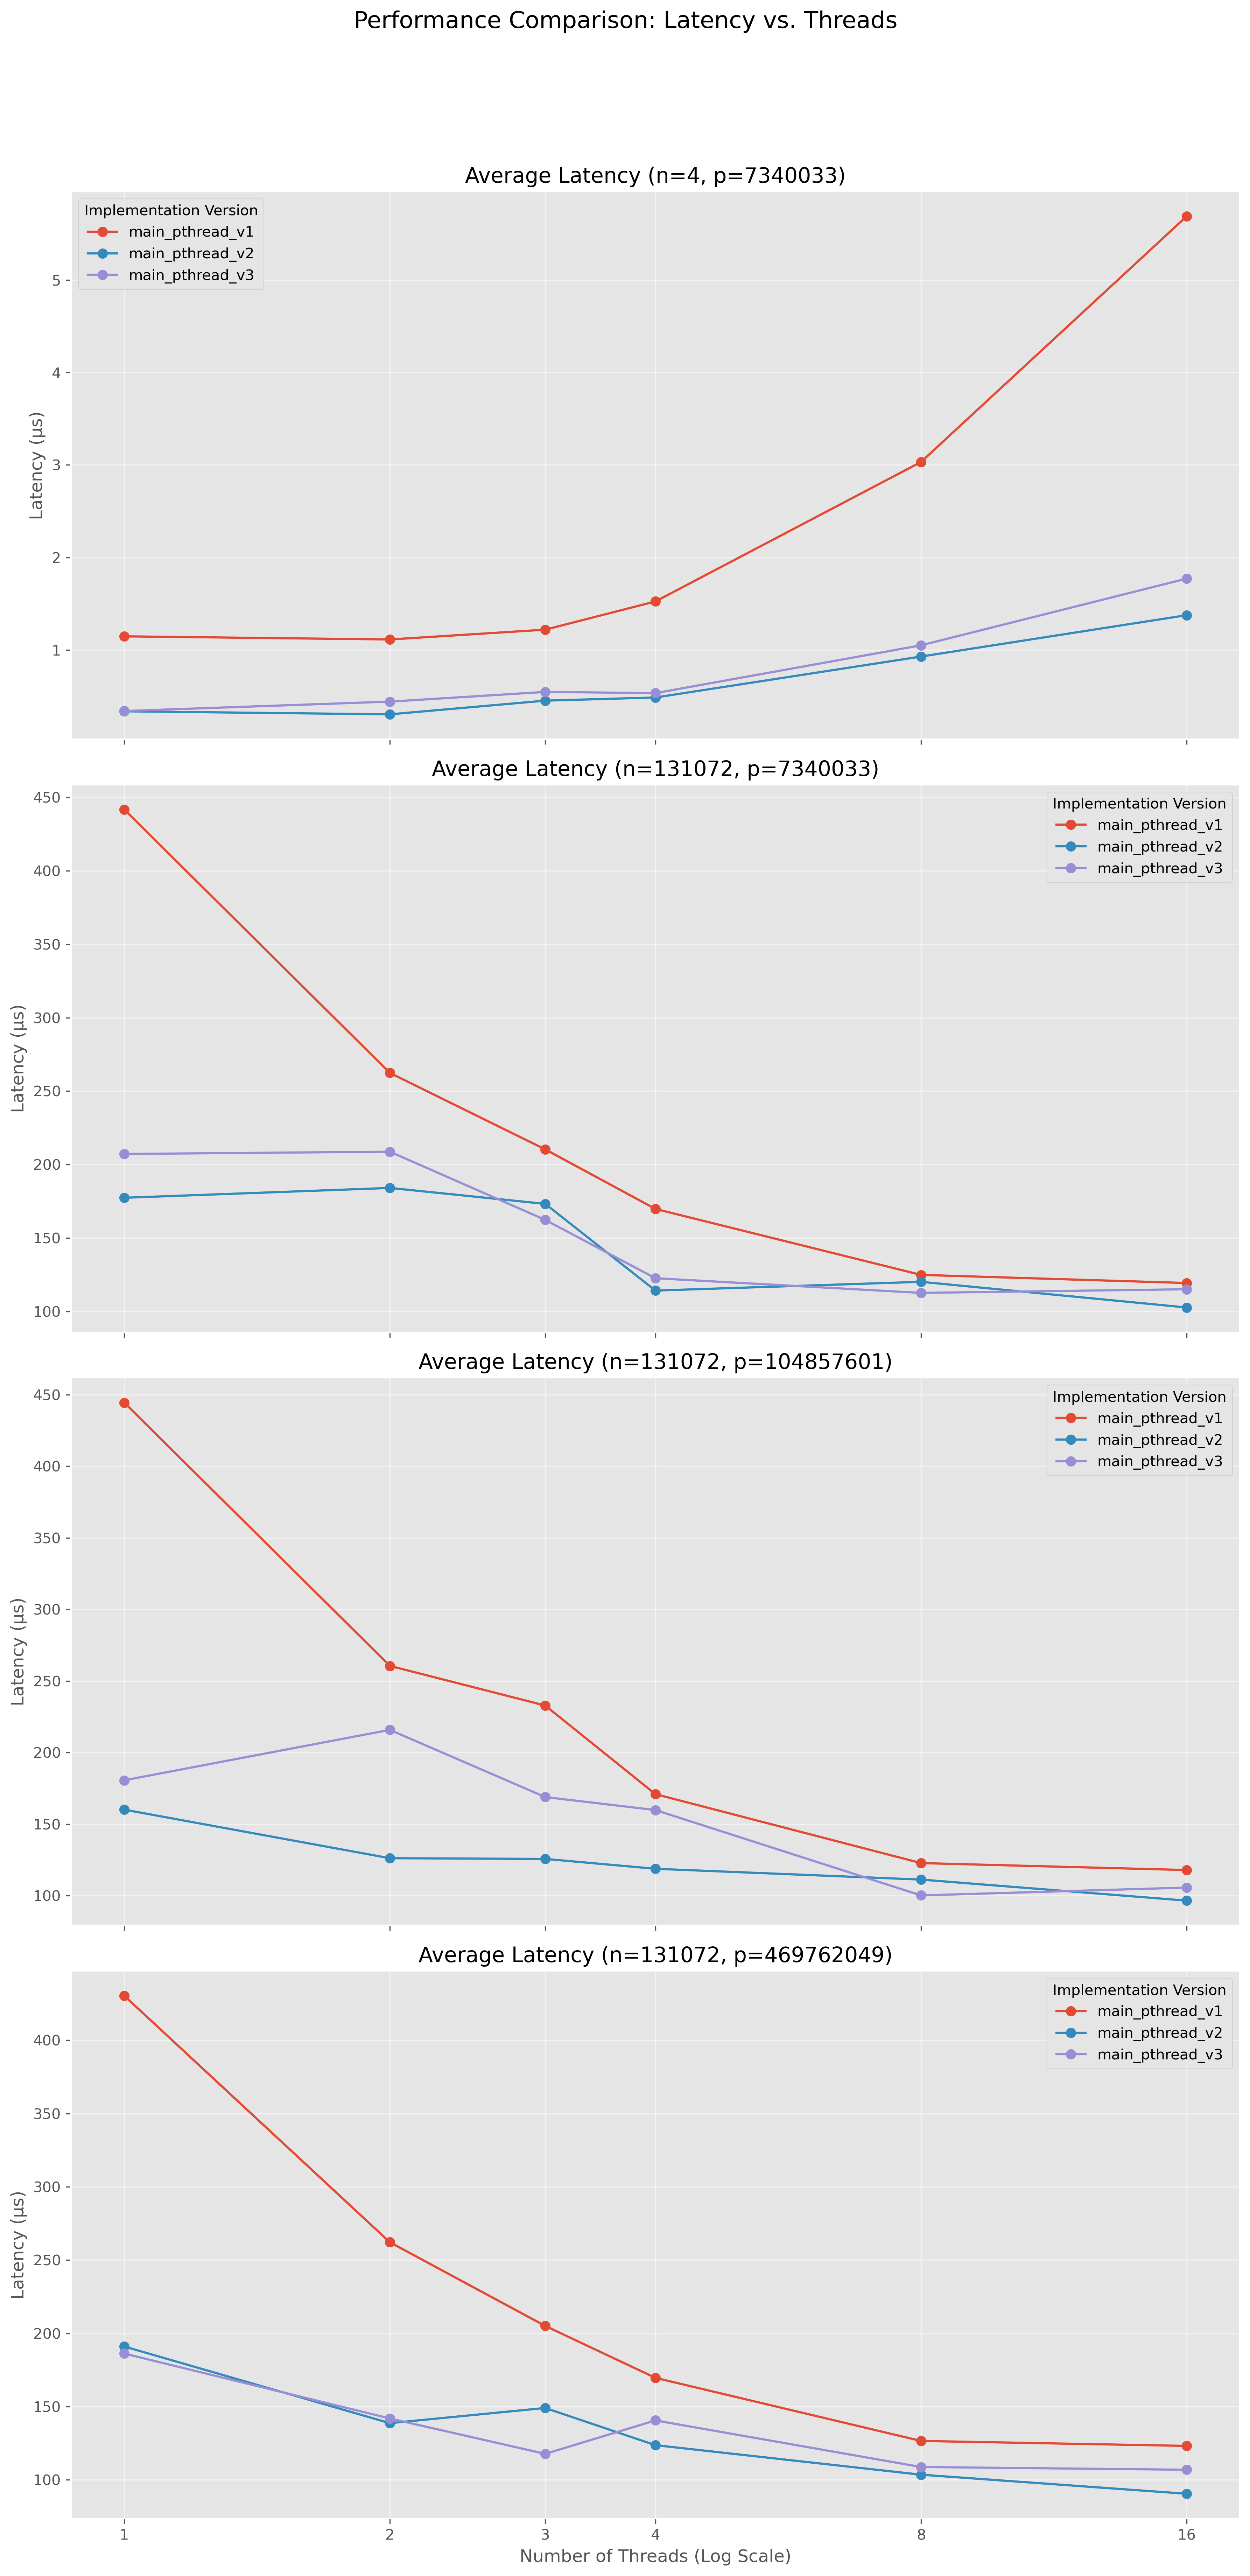 Performance Comparison: Latency vs. Threads
Average Latency (n=4, p=7340033)
Implementation Version
main_pthread_v1
main_pthread_v2
main_pthread_v3
5
4
3
2
1
Latency (µs)
Average Latency (n=131072, p=7340033)
Implementation Version
main_pthread_v1
main_pthread_v2
main_pthread_v3
450
400
350
300
250
200
150
100
Latency (µs)
Average Latency (n=131072, p=104857601)
Implementation Version
main_pthread_v1
main_pthread_v2
main_pthread_v3
450
400
350
300
250
200
150
100
Latency (µs)
Average Latency (n=131072, p=469762049)
Implementation Version
main_pthread_v1
main_pthread_v2
main_pthread_v3
400
350
300
250
200
150
100
Latency (µs)
1 2 3 4 8 16
Number of Threads (Log Scale)